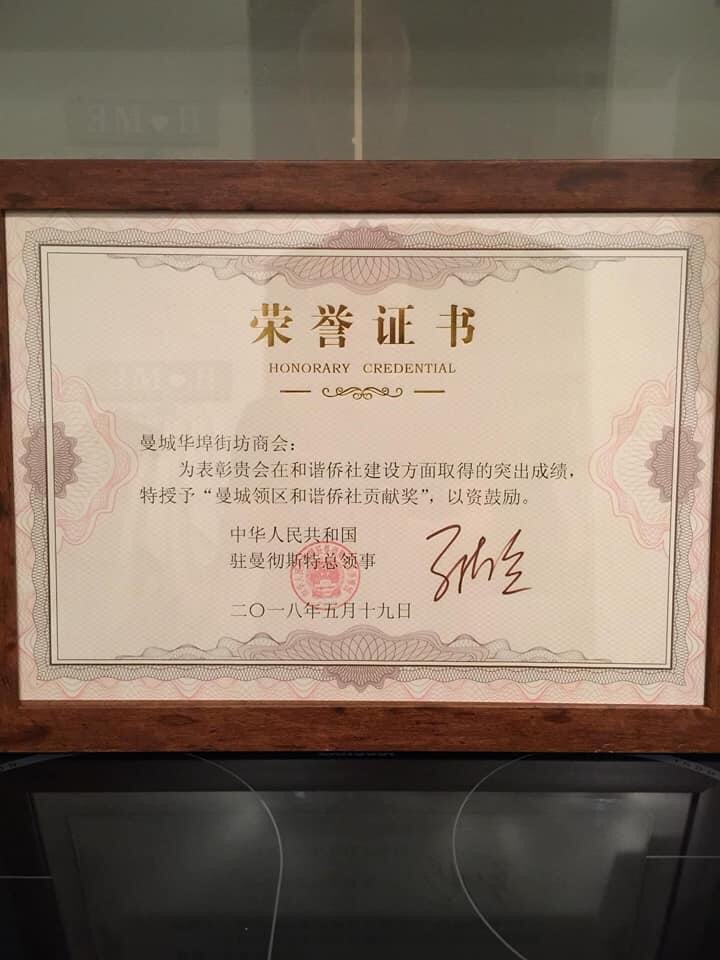 荣誉证书
HONORARY CREDENTIAL
曼城华埠街坊商会：
为表彰贵会在和谐侨社建设方面取得的突出成绩，
特授予“曼城领区和谐侨社贡献奖”，以资鼓励。
中华人民共和国
驻曼彻斯特总领事
二〇一八年五月十九日